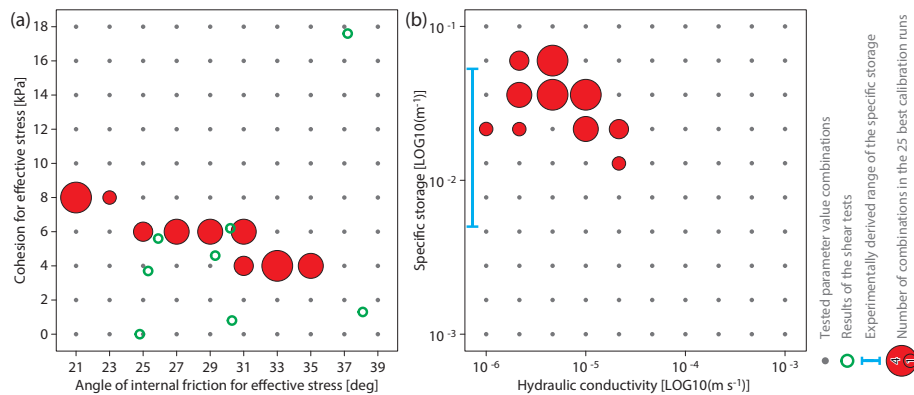 (a)
Cohesion for effective stress [kPa]
18
16
14
12
10
8
6
4
2
0
21 23 25 27 29 31 33 35 37 39
Angle of internal friction for effective stress [deg]
(b)
Specific storage [LOG10(m⁻¹)]
10⁻¹
10⁻²
10⁻³
10⁻⁶ 10⁻⁵ 10⁻⁴ 10⁻³
Hydraulic conductivity [LOG10(m s⁻¹)]
Tested parameter value combinations
Results of the shear tests
Experimentally derived range of the specific storage
Number of combinations in the 25 best calibration runs
4
1